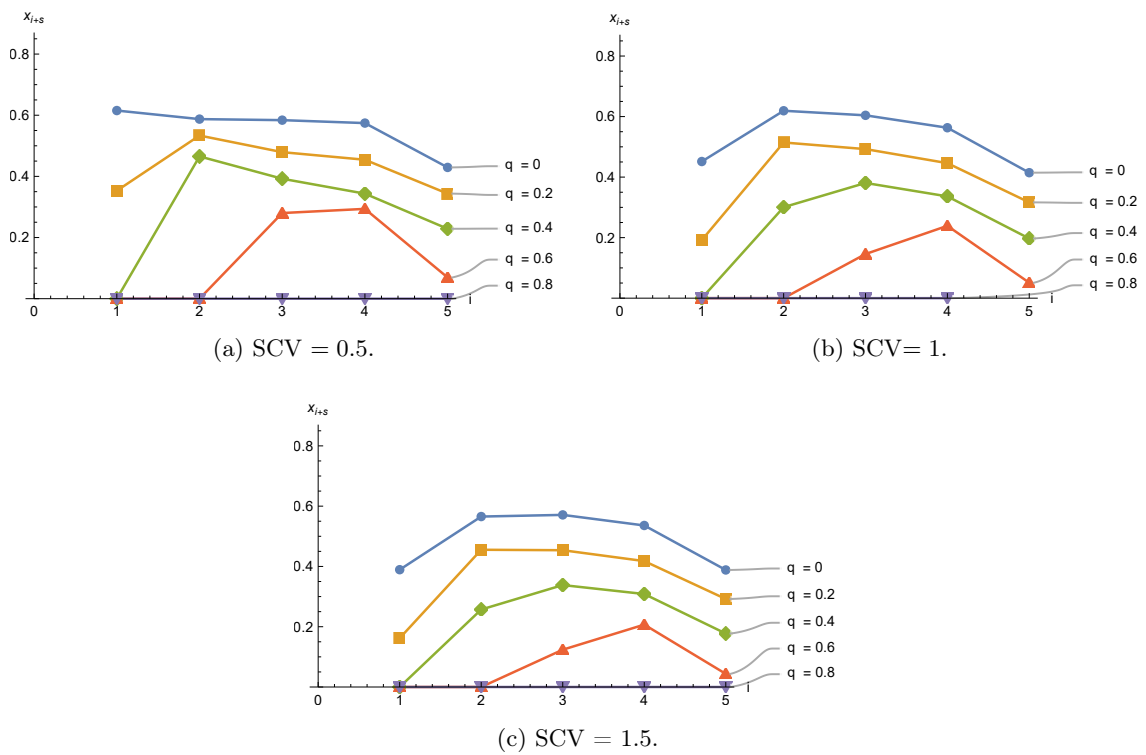 x_{i+s}
0.8
0.6
0.4
0.2
0 1 2 3 4 5 i
q = 0
q = 0.2
q = 0.4
q = 0.6
q = 0.8
(a) SCV = 0.5.
x_{i+s}
0.8
0.6
0.4
0.2
0 1 2 3 4 5 i
q = 0
q = 0.2
q = 0.4
q = 0.6
q = 0.8
(b) SCV= 1.
x_{i+s}
0.8
0.6
0.4
0.2
0 1 2 3 4 5 i
q = 0
q = 0.2
q = 0.4
q = 0.6
q = 0.8
(c) SCV = 1.5.